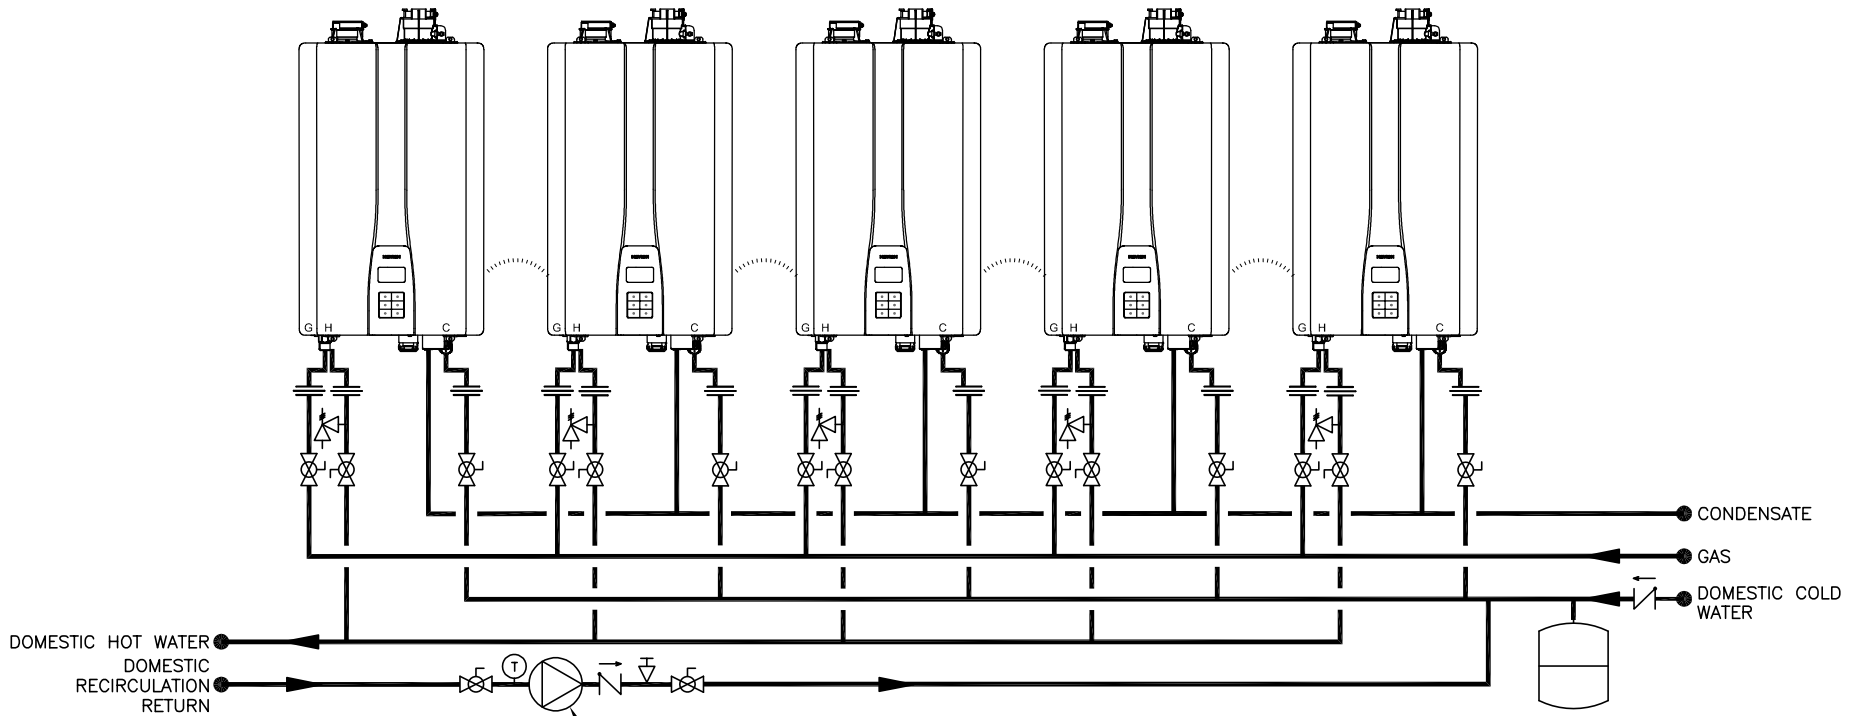 G H C
G H C
G H C
G H C
G H C
CONDENSATE
GAS
DOMESTIC COLD
WATER
DOMESTIC HOT WATER
DOMESTIC
RECIRCULATION
RETURN
T